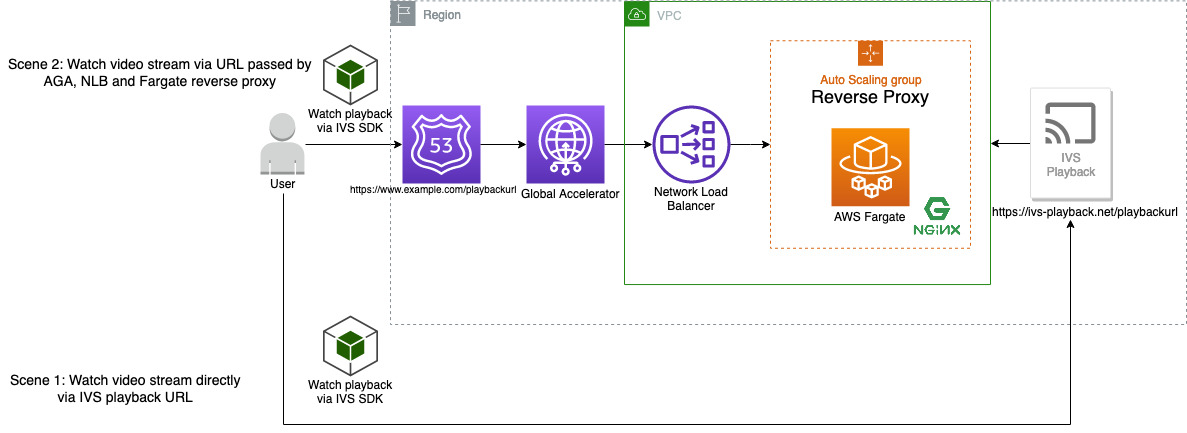 Region
VPC
Scene 2: Watch video stream via URL passed by
AGA, NLB and Fargate reverse proxy
Watch playback
via IVS SDK
User
53
https://www.example.com/playbackurl
Global Accelerator
Network Load
Balancer
Auto Scaling group
Reverse Proxy
AWS Fargate
NGINX
IVS
Playback
https://ivs-playback.net/playbackurl
Scene 1: Watch video stream directly
via IVS playback URL
Watch playback
via IVS SDK